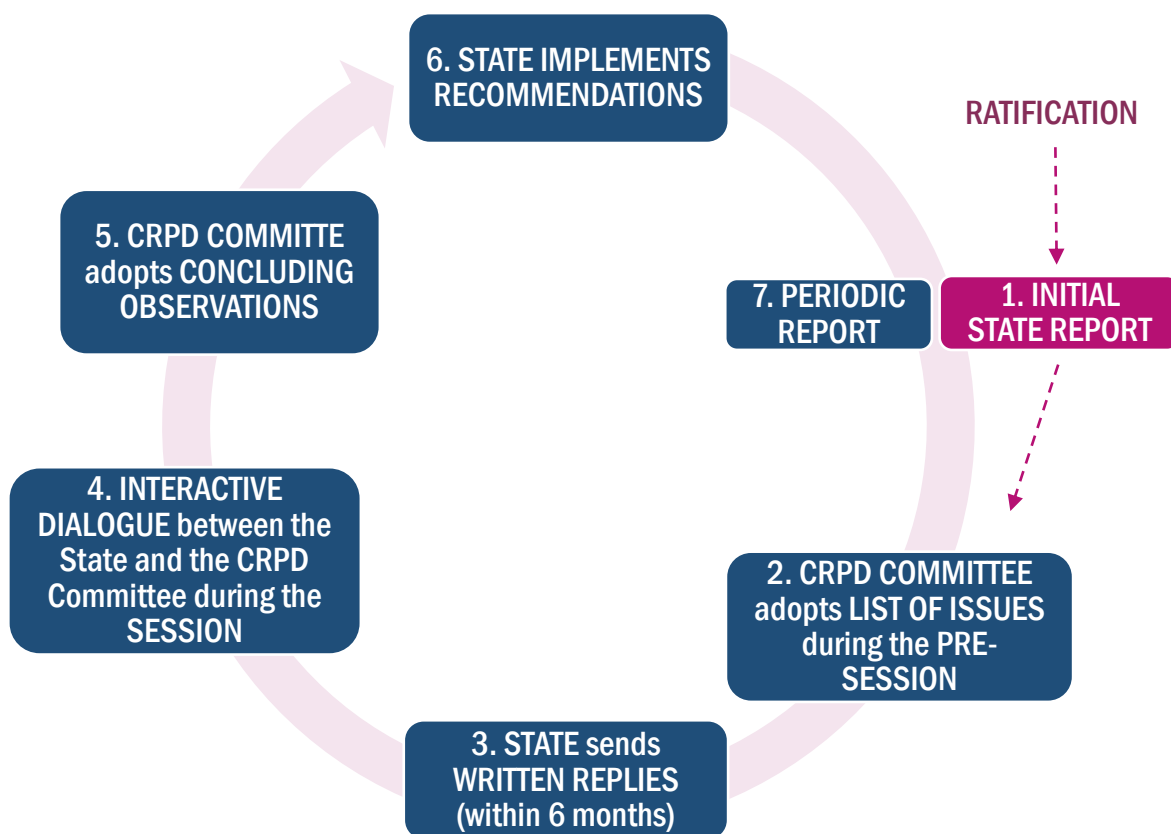 6. STATE IMPLEMENTS
RECOMMENDATIONS
RATIFICATION
5. CRPD COMMITTE
adopts CONCLUDING
OBSERVATIONS
7. PERIODIC
REPORT
1. INITIAL
STATE REPORT
4. INTERACTIVE
DIALOGUE between the
State and the CRPD
Committee during the
SESSION
2. CRPD COMMITTEE
adopts LIST OF ISSUES
during the PRE-
SESSION
3. STATE sends
WRITTEN REPLIES
(within 6 months)